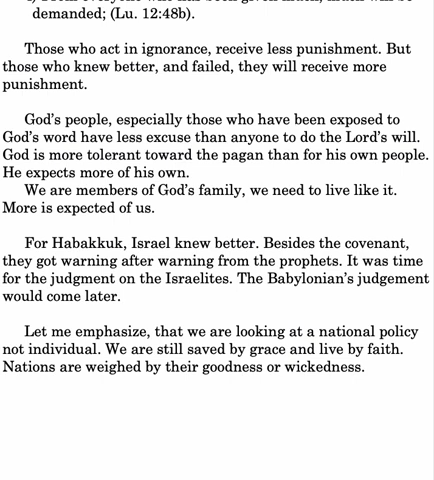 demanded; (Lu. 12:48b).
Those who act in ignorance, receive less punishment. But
those who knew better, and failed, they will receive more
punishment.
God's people, especially those who have been exposed to
God's word have less excuse than anyone to do the Lord's will.
God is more tolerant toward the pagan than for his own people.
He expects more of his own.
We are members of God's family, we need to live like it.
More is expected of us.
For Habakkuk, Israel knew better. Besides the covenant,
they got warning after warning from the prophets. It was time
for the judgment on the Israelites. The Babylonian's judgement
would come later.
Let me emphasize, that we are looking at a national policy
not individual. We are still saved by grace and live by faith.
Nations are weighed by their goodness or wickedness.